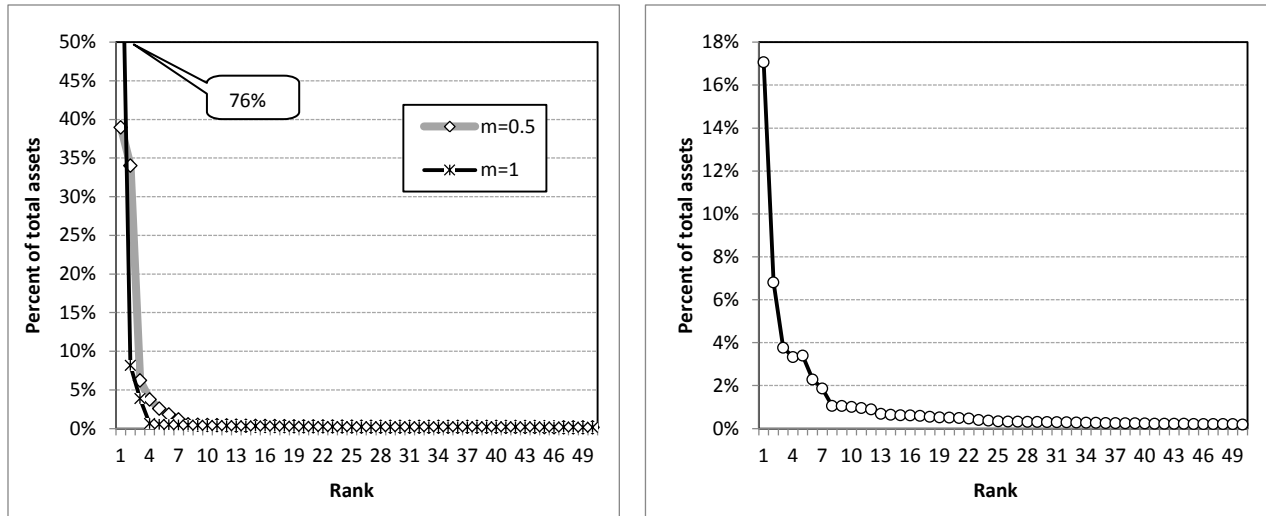 50%
45%
40%
35%
30%
25%
20%
15%
10%
5%
0%
Percent of total assets
76%
m=0.5
m=1
1 4 7 10 13 16 19 22 25 28 31 34 37 40 43 46 49
Rank
18%
16%
14%
12%
10%
8%
6%
4%
2%
0%
Percent of total assets
1 4 7 10 13 16 19 22 25 28 31 34 37 40 43 46 49
Rank